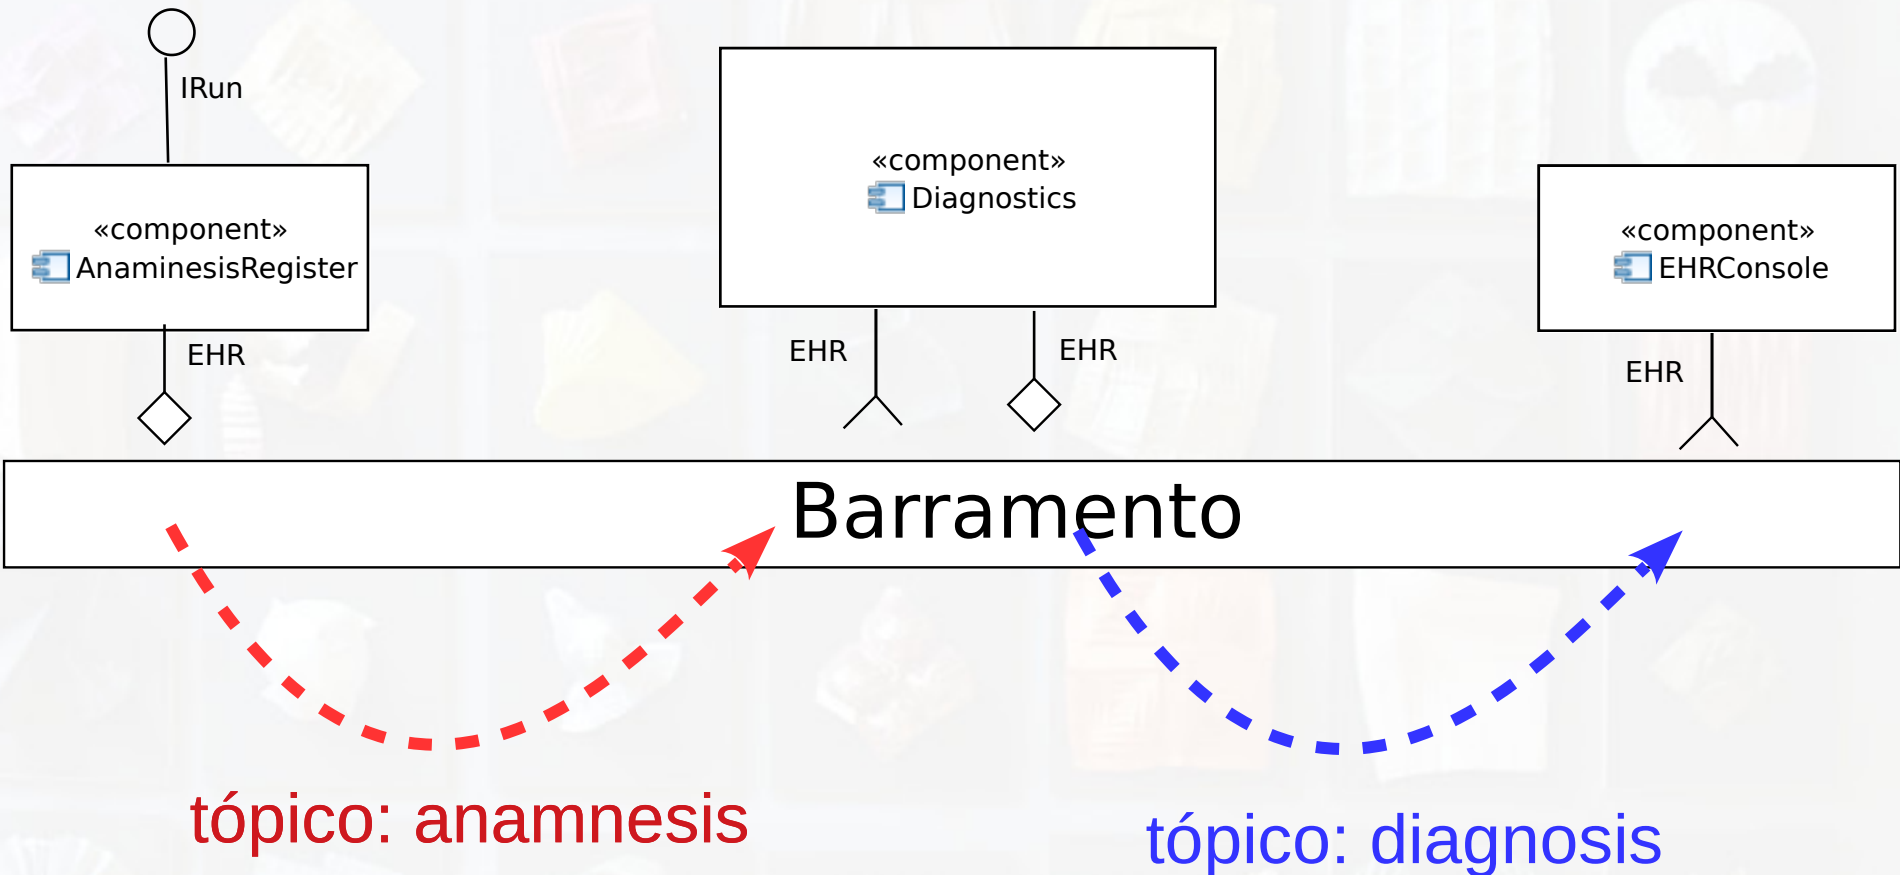 IRun
«component»
AnaminesisRegister
EHR
«component»
Diagnostics
EHR
EHR
«component»
EHRConsole
EHR
Barramento
tópico: anamnesis
tópico: diagnosis